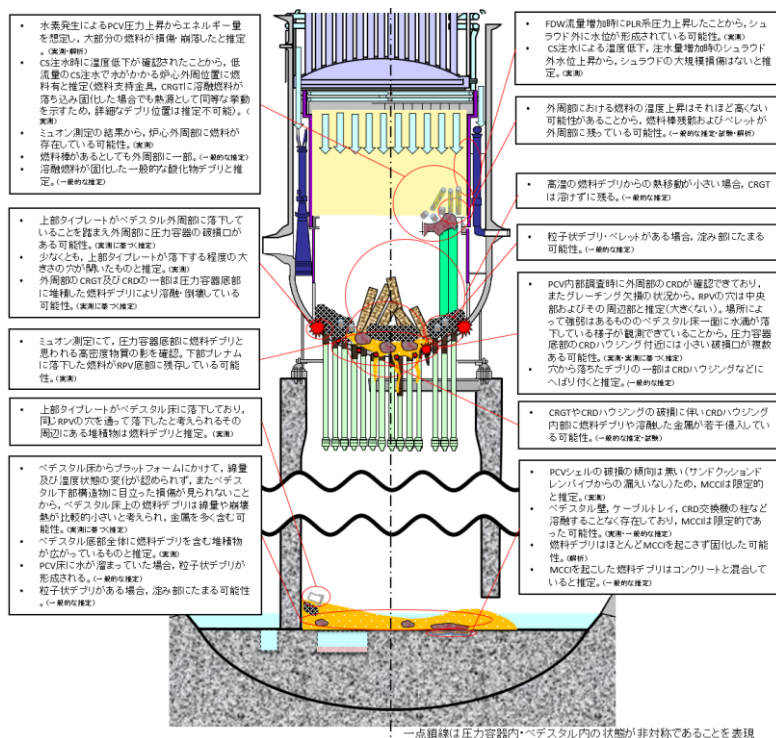 • 水素発生によるPCV圧力上昇からエネルギー量
を想定し、大部分の燃料が損傷・崩落したと推定
。(実測・解析)
• CS注水時に温度低下が確認されたことから、低
流量のCS注水で水がかかる炉心外周位置に燃
料有と推定(燃料支持金具、CRGTに溶融燃料が
落ち込み固化した場合でも熱源として同等な挙動
を示すため、詳細なデブリ位置は推定不可能)。(
実測)
• ミュオン測定の結果から、炉心外周部に燃料が
存在している可能性。(実測)
• 燃料棒があるとしても外周部に一部。(一般的な推定)
• 溶融燃料が固化した一般的な酸化物デブリと推
定。(一般的な推定)
• 上部タイプレートがペデスタル外周部に落下して
いることを踏まえ外周部に圧力容器の破損口が
ある可能性。(実測に基づく推定)
• 少なくとも、上部タイプレートが落下する程度の大
きさの穴が開いたものと推定。(実測)
• 外周部のCRGT及びCRDの一部は圧力容器底部
に堆積した燃料デブリにより溶融・倒壊している
可能性。(実測に基づく推定)
• ミュオン測定にて、圧力容器底部に燃料デブリと
思われる高密度物質の影を確認。下部プレナム
に落下した燃料がRPV底部に残存している可能
性。(実測)
• 上部タイプレートがペデスタル床に落下しており、
同じRPVの穴を通って落下したと考えられるその
周辺にある堆積物は燃料デブリと推定。(実測)
• ペデスタル床からプラットフォームにかけて、線量
及び温度状態の変化が認められず、またペデス
タル下部構造物に目立った損傷が見られないこと
から、ペデスタル床上の燃料デブリは線量や崩壊
熱が比較的小さいと考えられ、金属を多く含む可
能性。(実測に基づく推定)
• ペデスタル底部全体に燃料デブリを含む堆積物
が広がっているものと推定。(実測)
• PCV床に水が溜まっていた場合、粒子状デブリが
形成される。(一般的な推定)
• 粒子状デブリがある場合、淀み部にたまる可能性
。(一般的な推定)
• FDW流量増加時にPLR系圧力上昇したことから、シュ
ラウド外に水位が形成されている可能性。(実測)
• CS注水による温度低下、注水量増加時のシュラウド
外水位上昇から、シュラウドの大規模損傷はないと推
定。(実測)
• 外周部における燃料の温度上昇はそれほど高くない
可能性があることから、燃料棒残骸およびペレットが
外周部に残っている可能性。(一般的な推定・試験・解析)
• 高温の燃料デブリからの熱移動が小さい場合、CRGT
は溶けずに残る。(一般的な推定)
• 粒子状デブリ・ペレットがある場合、淀み部にたまる
可能性。(一般的な推定)
• PCV内部調査時に外周部のCRDが確認できており、
またグレーチング欠損の状況から、RPVの穴は中央
部およびその周辺部と推定(大きくない)。場所によ
って強弱はあるもののペデスタル床一面に水滴が落下
している様子が観測できていることから、圧力容器
底部のCRDハウジング付近には小さい破損口が複数
ある可能性。(実測・実測に基づく推定)
• 穴から落ちたデブリの一部はCRDハウジングなどに
へばり付くと推定。(一般的な推定)
• CRGTやCRDハウジングの破損に伴いCRDハウジング
内部に燃料デブリや溶融した金属が若干侵入してい
る可能性。(一般的な推定・試験)
• PCVシェルの破損の傾向は無い(サンドクッションド
レンパイプからの漏えいなし)ため、MCCIは限定的
と推定。(実測)
• ペデスタル壁、ケーブルトレイ、CRD交換機の柱など
溶融することなく存在しており、MCCIは限定的であ
った可能性。(実測・一般的な推定)
• 燃料デブリはほとんどMCCIを起こさず固化した可能
性。(解析)
• MCCIを起こした燃料デブリはコンクリートと混合して
いると推定。(一般的な推定)
一点鎖線は圧力容器内・ペデスタル内の状態が非対称であることを表現